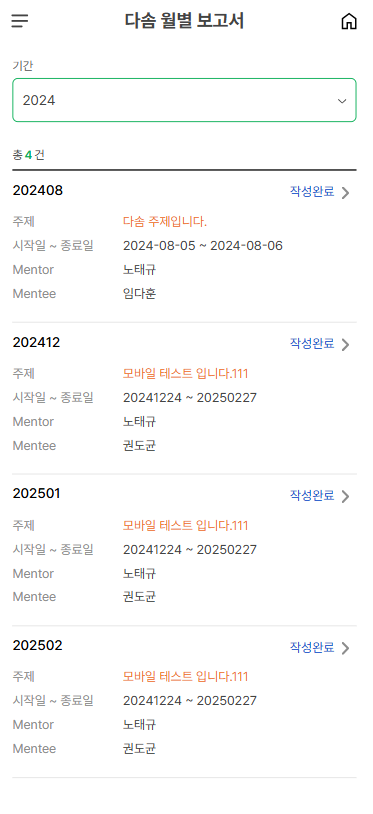 다솜 월별 보고서
기간
2024
총 4 건
202408 작성완료
주제 다솜 주제입니다.
시작일 ~ 종료일 2024-08-05 ~ 2024-08-06
Mentor 노태규
Mentee 임다훈
202412 작성완료
주제 모바일 테스트 입니다.111
시작일 ~ 종료일 20241224 ~ 20250227
Mentor 노태규
Mentee 권도균
202501 작성완료
주제 모바일 테스트 입니다.111
시작일 ~ 종료일 20241224 ~ 20250227
Mentor 노태규
Mentee 권도균
202502 작성완료
주제 모바일 테스트 입니다.111
시작일 ~ 종료일 20241224 ~ 20250227
Mentor 노태규
Mentee 권도균